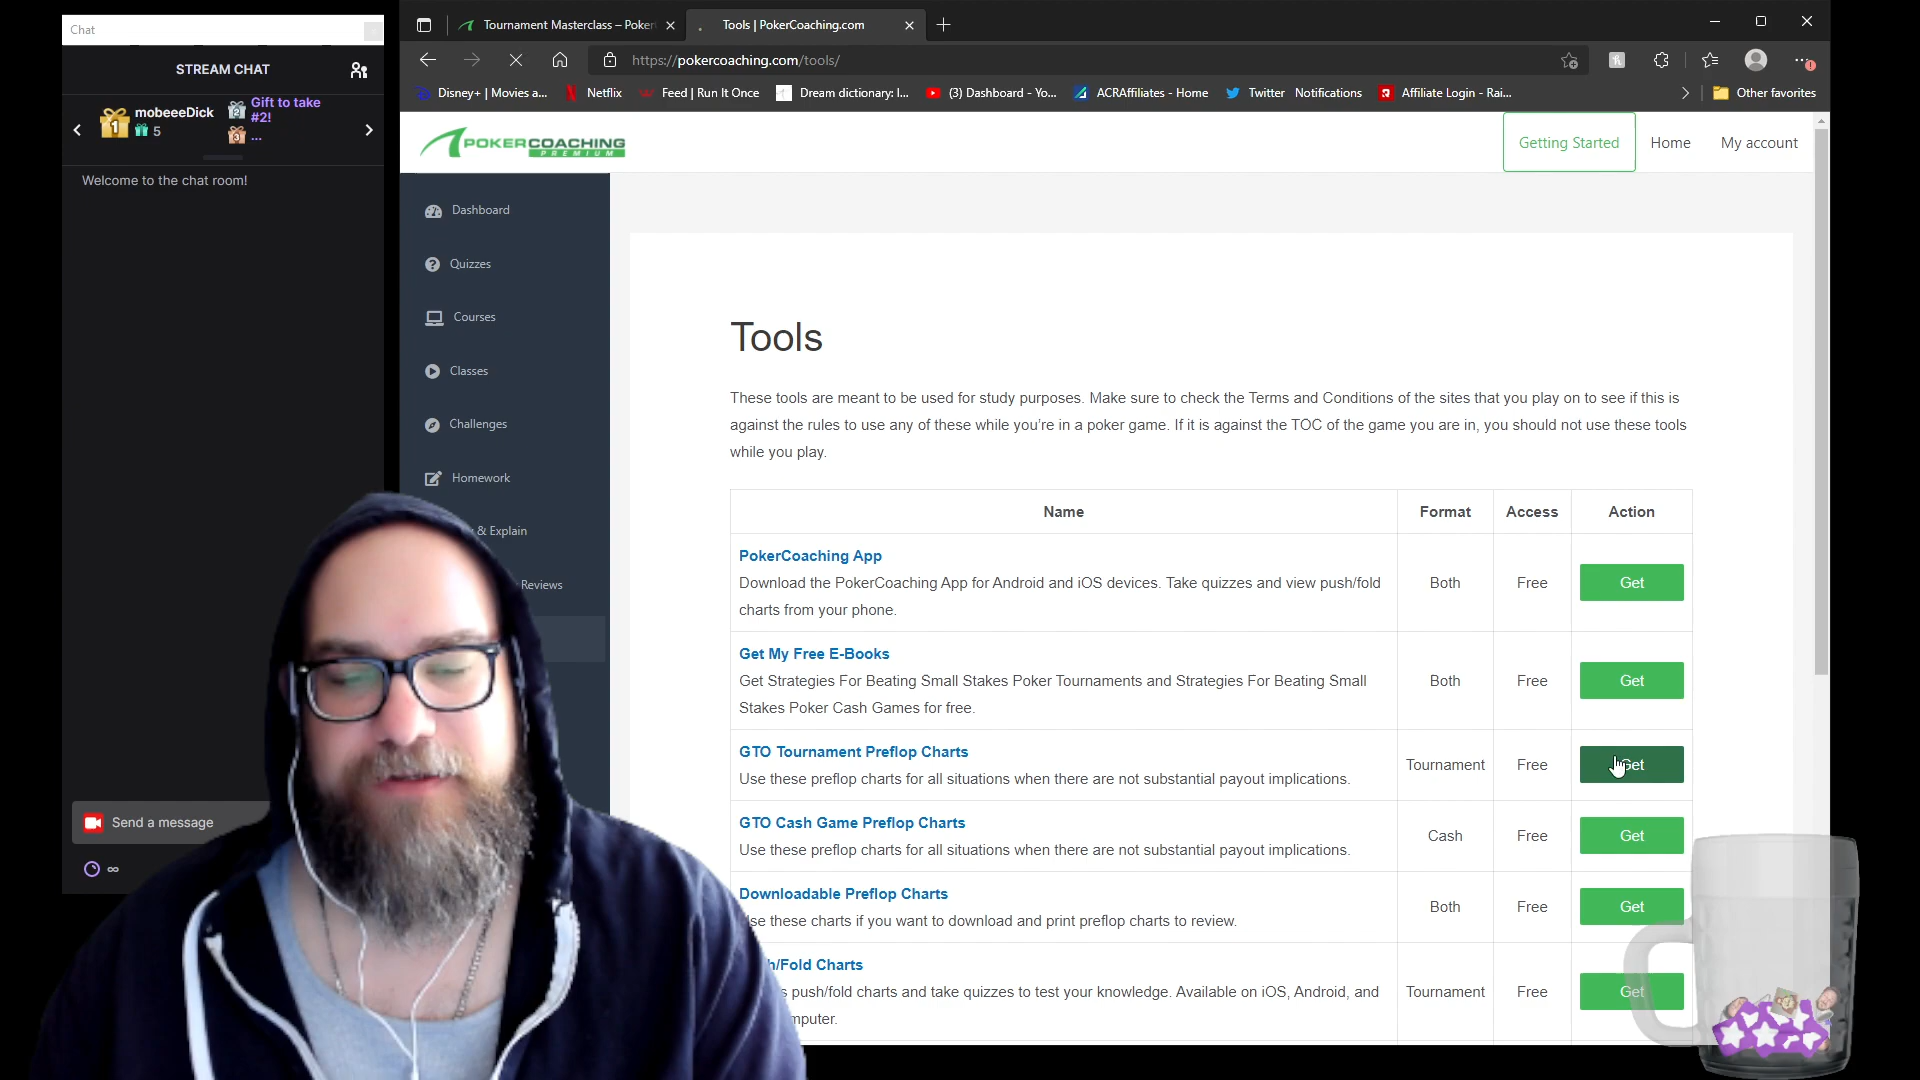 Chat
STREAM CHAT
1 mobeeeDick
5
2 Gift to take
#2!
3 ...
Welcome to the chat room!
Send a message
∞
Tournament Masterclass – Poker
Tools | PokerCoaching.com
https://pokercoaching.com/tools/
Disney+ | Movies a...
Netflix
Feed | Run It Once
Dream dictionary: l...
(3) Dashboard - Yo...
ACRAffiliates - Home
Twitter
Notifications
Affiliate Login - Rai...
Other favorites
POKERCOACHING
PREMIUM
Getting Started
Home
My account
Dashboard
Quizzes
Courses
Classes
Challenges
Homework
& Explain
Reviews
Tools
These tools are meant to be used for study purposes. Make sure to check the Terms and Conditions of the sites that you play on to see if this is
against the rules to use any of these while you're in a poker game. If it is against the TOC of the game you are in, you should not use these tools
while you play.
Name Format Access Action
PokerCoaching App
Download the PokerCoaching App for Android and iOS devices. Take quizzes and view push/fold
charts from your phone.
Both Free Get
Get My Free E-Books
Get Strategies For Beating Small Stakes Poker Tournaments and Strategies For Beating Small
Stakes Poker Cash Games for free.
Both Free Get
GTO Tournament Preflop Charts
Use these preflop charts for all situations when there are not substantial payout implications.
Tournament Free Get
GTO Cash Game Preflop Charts
Use these preflop charts for all situations when there are not substantial payout implications.
Cash Free Get
Downloadable Preflop Charts
se these charts if you want to download and print preflop charts to review.
Both Free Get
h/Fold Charts
s push/fold charts and take quizzes to test your knowledge. Available on iOS, Android, and
mputer.
Tournament Free Get